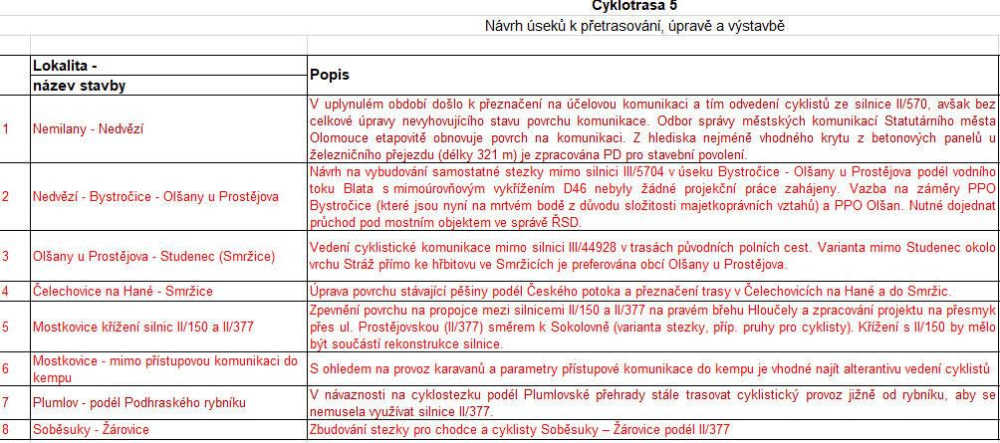 Cyklotrasa 5
Návrh úseků k přetrasování, úpravě a výstavbě
Lokalita -
název stavby
Popis
1
Nemilany - Nedvězí
V uplynulém období došlo k přeznačení na účelovou komunikaci a tím odvedení cyklistů ze silnice II/570, avšak bez
celkové úpravy nevyhovujícího stavu povrchu komunikace. Odbor správy městských komunikací Statutárního města
Olomouce etapovitě obnovuje povrch na komunikaci. Z hlediska nejméně vhodného krytu z betonových panelů u
železničního přejezdu (délky 321 m) je zpracována PD pro stavební povolení.
2
Nedvězí - Bystročice - Olšany u Prostějova
Návrh na vybudování samostatné stezky mimo silnici III/5704 v úseku Bystročice - Olšany u Prostějova podél vodního
toku Blata s mimoúrovňovým vykřížením D46 nebyly žádné projekční práce zahájeny. Vazba na záměry PPO
Bystročice (které jsou nyní na mrtvém bodě z důvodu složitosti majetkoprávních vztahů) a PPO Olšan. Nutné dojednat
průchod pod mostním objektem ve správě ŘSD.
3
Olšany u Prostějova - Studenec (Smržice)
Vedení cyklistické komunikace mimo silnici III/44928 v trasách původních polních cest. Varianta mimo Studenec okolo
vrchu Stráž přímo ke hřbitovu ve Smržicích je preferována obcí Olšany u Prostějova.
4
Čelechovice na Hané - Smržice
Úprava povrchu stávající pěšiny podél Českého potoka a přeznačení trasy v Čelechovicích na Hané a do Smržic.
5
Mostkovice křížení silnic II/150 a II/377
Zpevnění povrchu na propojce mezi silnicemi II/150 a II/377 na pravém břehu Hloučely a zpracování projektu na přesmyk
přes ul. Prostějovskou (II/377) směrem k Sokolovně (varianta stezky, příp. pruhy pro cyklisty). Křížení s II/150 by mělo
být součástí rekonstrukce silnice.
6
Mostkovice - mimo přístupovou komunikaci do
kempu
S ohledem na provoz karavanů a parametry přístupové komunikace do kempu je vhodné najít alterantivu vedení cyklistů
7
Plumlov - podél Podhraského rybníku
V návaznosti na cyklostezku podél Plumlovské přehrady stále trasovat cyklistický provoz jižně od rybníku, aby se
nemusela využívat silnice II/377.
8
Soběsuky - Žárovice
Zbudování stezky pro chodce a cyklisty Soběsuky – Žárovice podél II/377